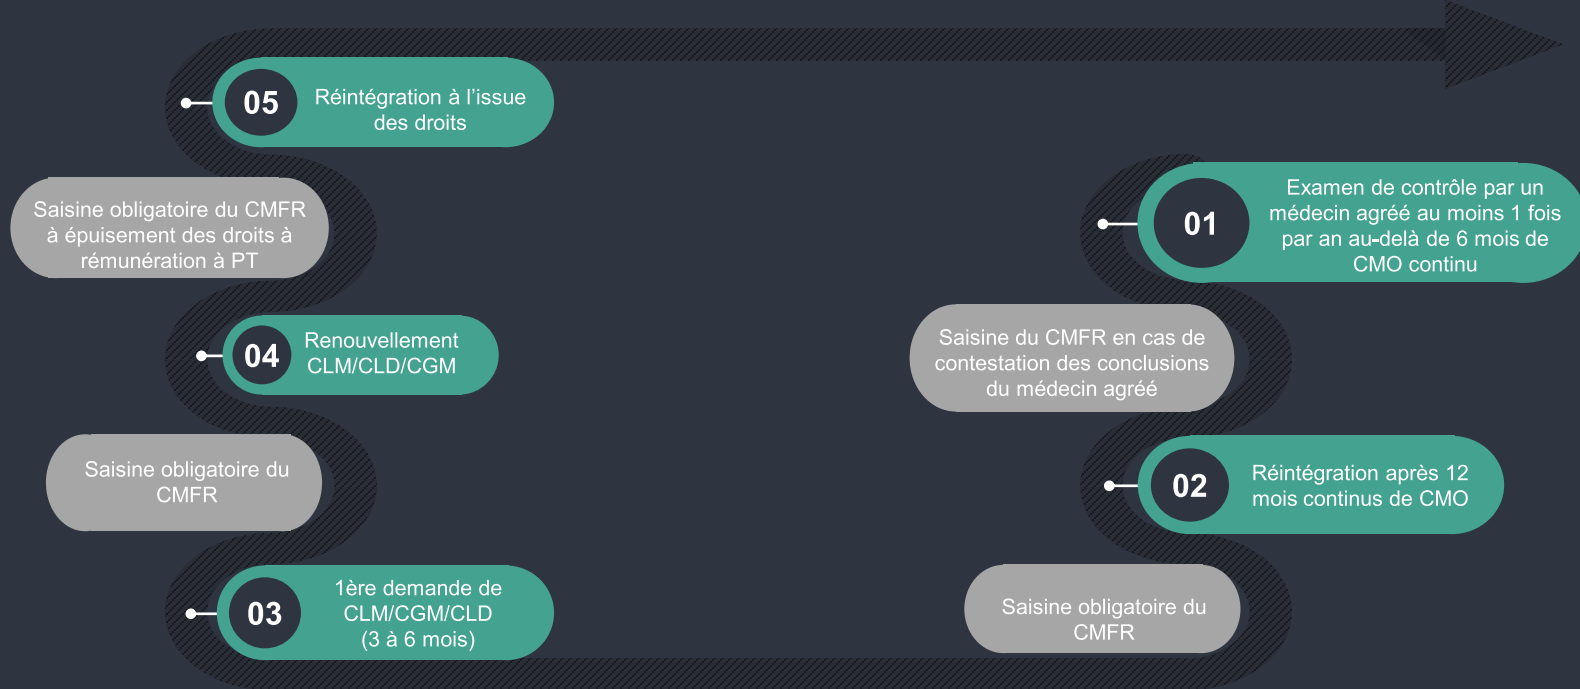 01
Examen de contrôle par un
médecin agréé au moins 1 fois
par an au-delà de 6 mois de
CMO continu
Saisine du CMFR en cas de
contestation des conclusions
du médecin agréé
02
Réintégration après 12
mois continus de CMO
Saisine obligatoire du
CMFR
03
1ère demande de
CLM/CGM/CLD
(3 à 6 mois)
Saisine obligatoire du
CMFR
04
Renouvellement
CLM/CLD/CGM
Saisine obligatoire du CMFR
à épuisement des droits à
rémunération à PT
05
Réintégration à l’issue
des droits